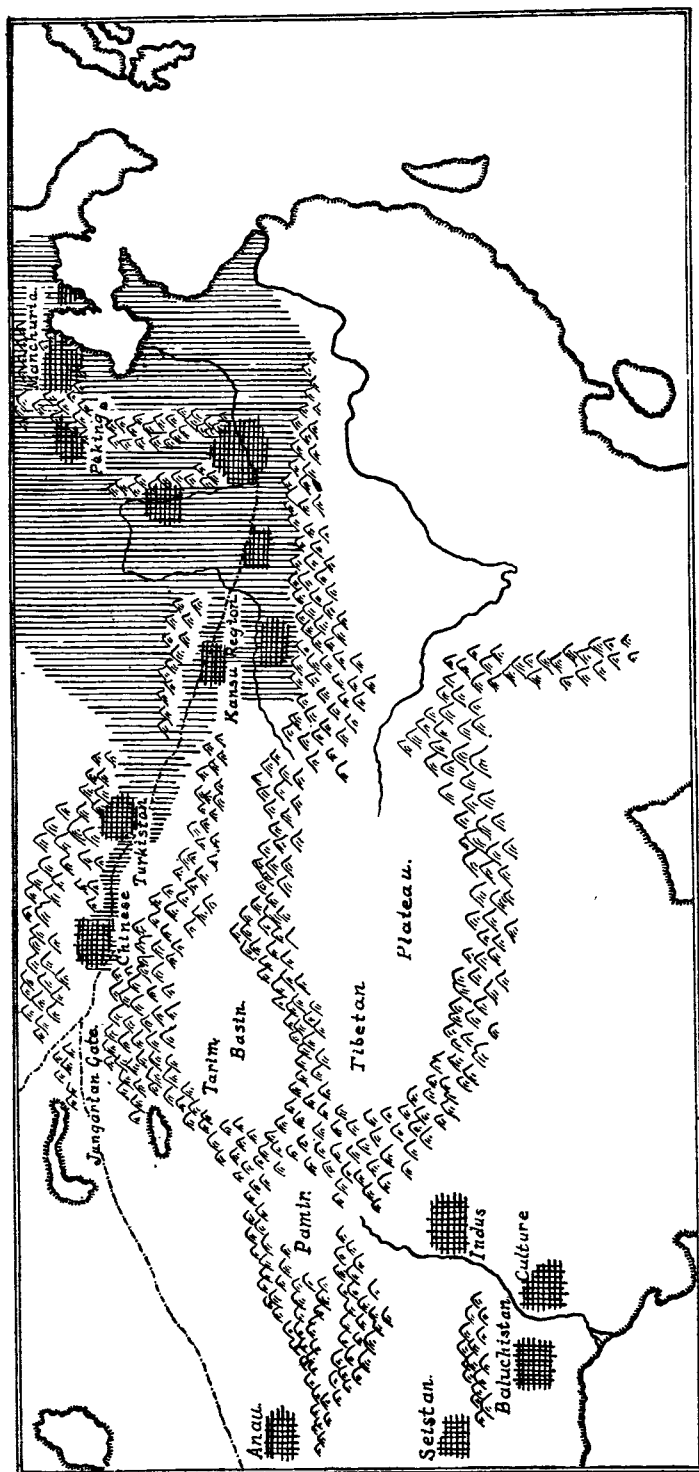 Manchuria.
Peking
Kansu Region
Chinese
Turkistan
Jungarian Gate.
Tarim,
Basin.
Tibetan
Plateau.
Pamir.
Anau.
Seistan.
Indus
Culture
Baluchistan